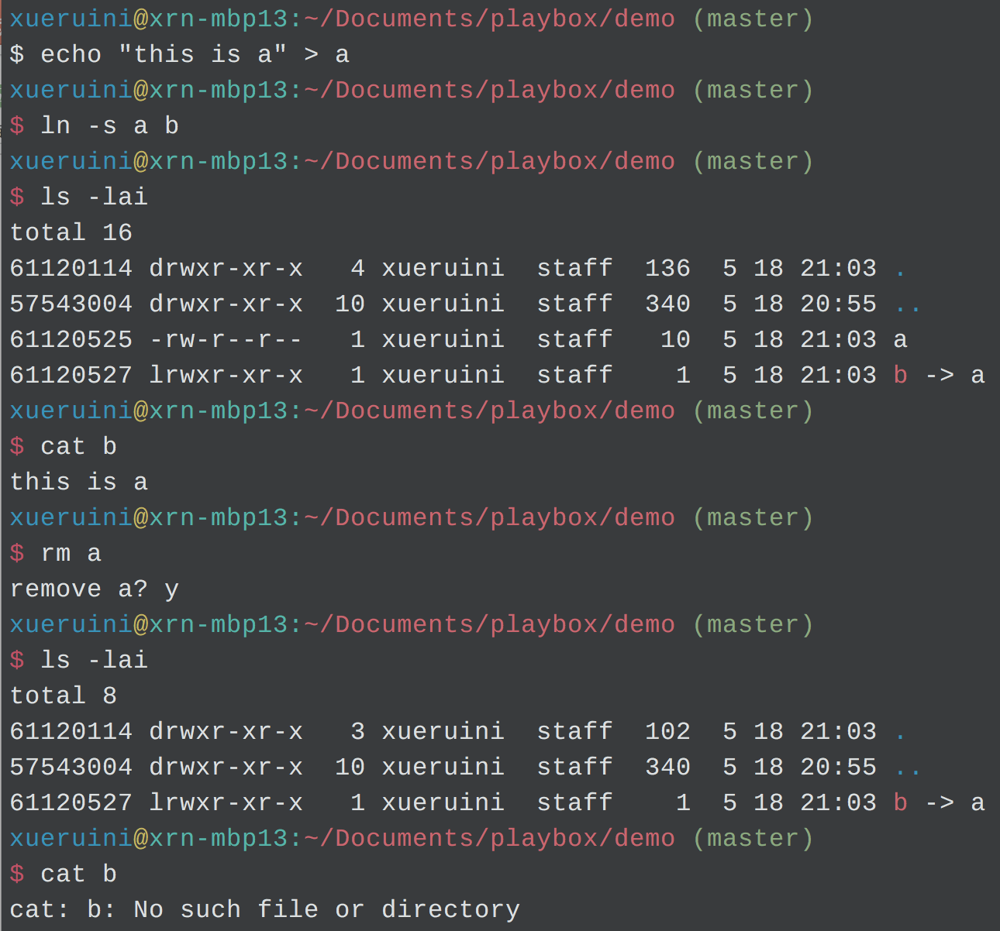 xueruini@xrn-mbp13:~/Documents/playbox/demo (master)
$ echo "this is a" > a
xueruini@xrn-mbp13:~/Documents/playbox/demo (master)
$ ln -s a b
xueruini@xrn-mbp13:~/Documents/playbox/demo (master)
$ ls -lai
total 16
61120114 drwxr-xr-x   4 xueruini  staff  136  5 18 21:03 .
57543004 drwxr-xr-x  10 xueruini  staff  340  5 18 20:55 ..
61120525 -rw-r--r--   1 xueruini  staff   10  5 18 21:03 a
61120527 lrwxr-xr-x   1 xueruini  staff    1  5 18 21:03 b -> a
xueruini@xrn-mbp13:~/Documents/playbox/demo (master)
$ cat b
this is a
xueruini@xrn-mbp13:~/Documents/playbox/demo (master)
$ rm a
remove a? y
xueruini@xrn-mbp13:~/Documents/playbox/demo (master)
$ ls -lai
total 8
61120114 drwxr-xr-x   3 xueruini  staff  102  5 18 21:03 .
57543004 drwxr-xr-x  10 xueruini  staff  340  5 18 20:55 ..
61120527 lrwxr-xr-x   1 xueruini  staff    1  5 18 21:03 b -> a
xueruini@xrn-mbp13:~/Documents/playbox/demo (master)
$ cat b
cat: b: No such file or directory